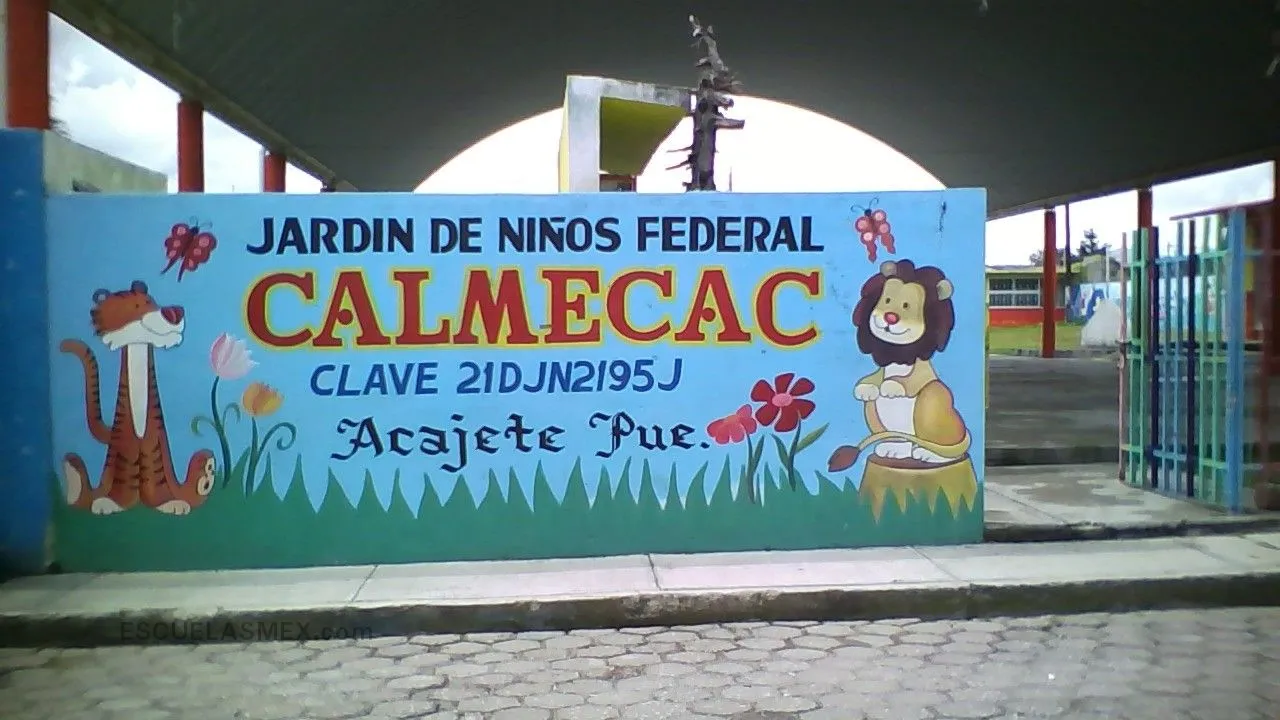 JARDIN DE NIÑOS FEDERAL
CALMECAC
CLAVE 21DJN2195J
Acajete Pue.
ESCUELASMEX.com